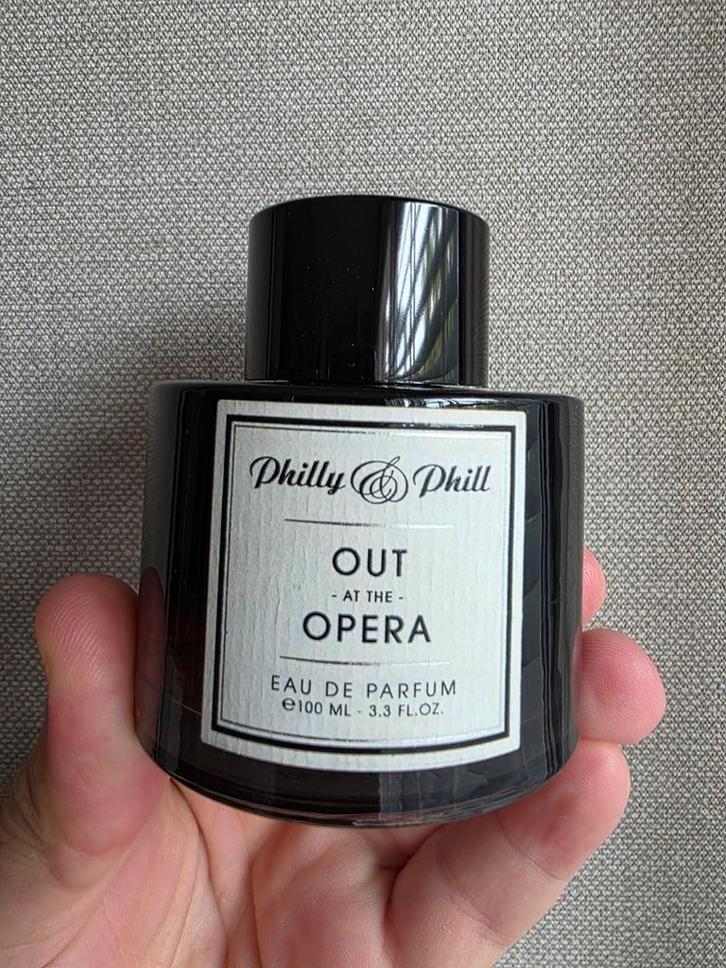 Philly & Phill
OUT
- AT THE -
OPERA
EAU DE PARFUM
℮100 ML - 3.3 FL.OZ.